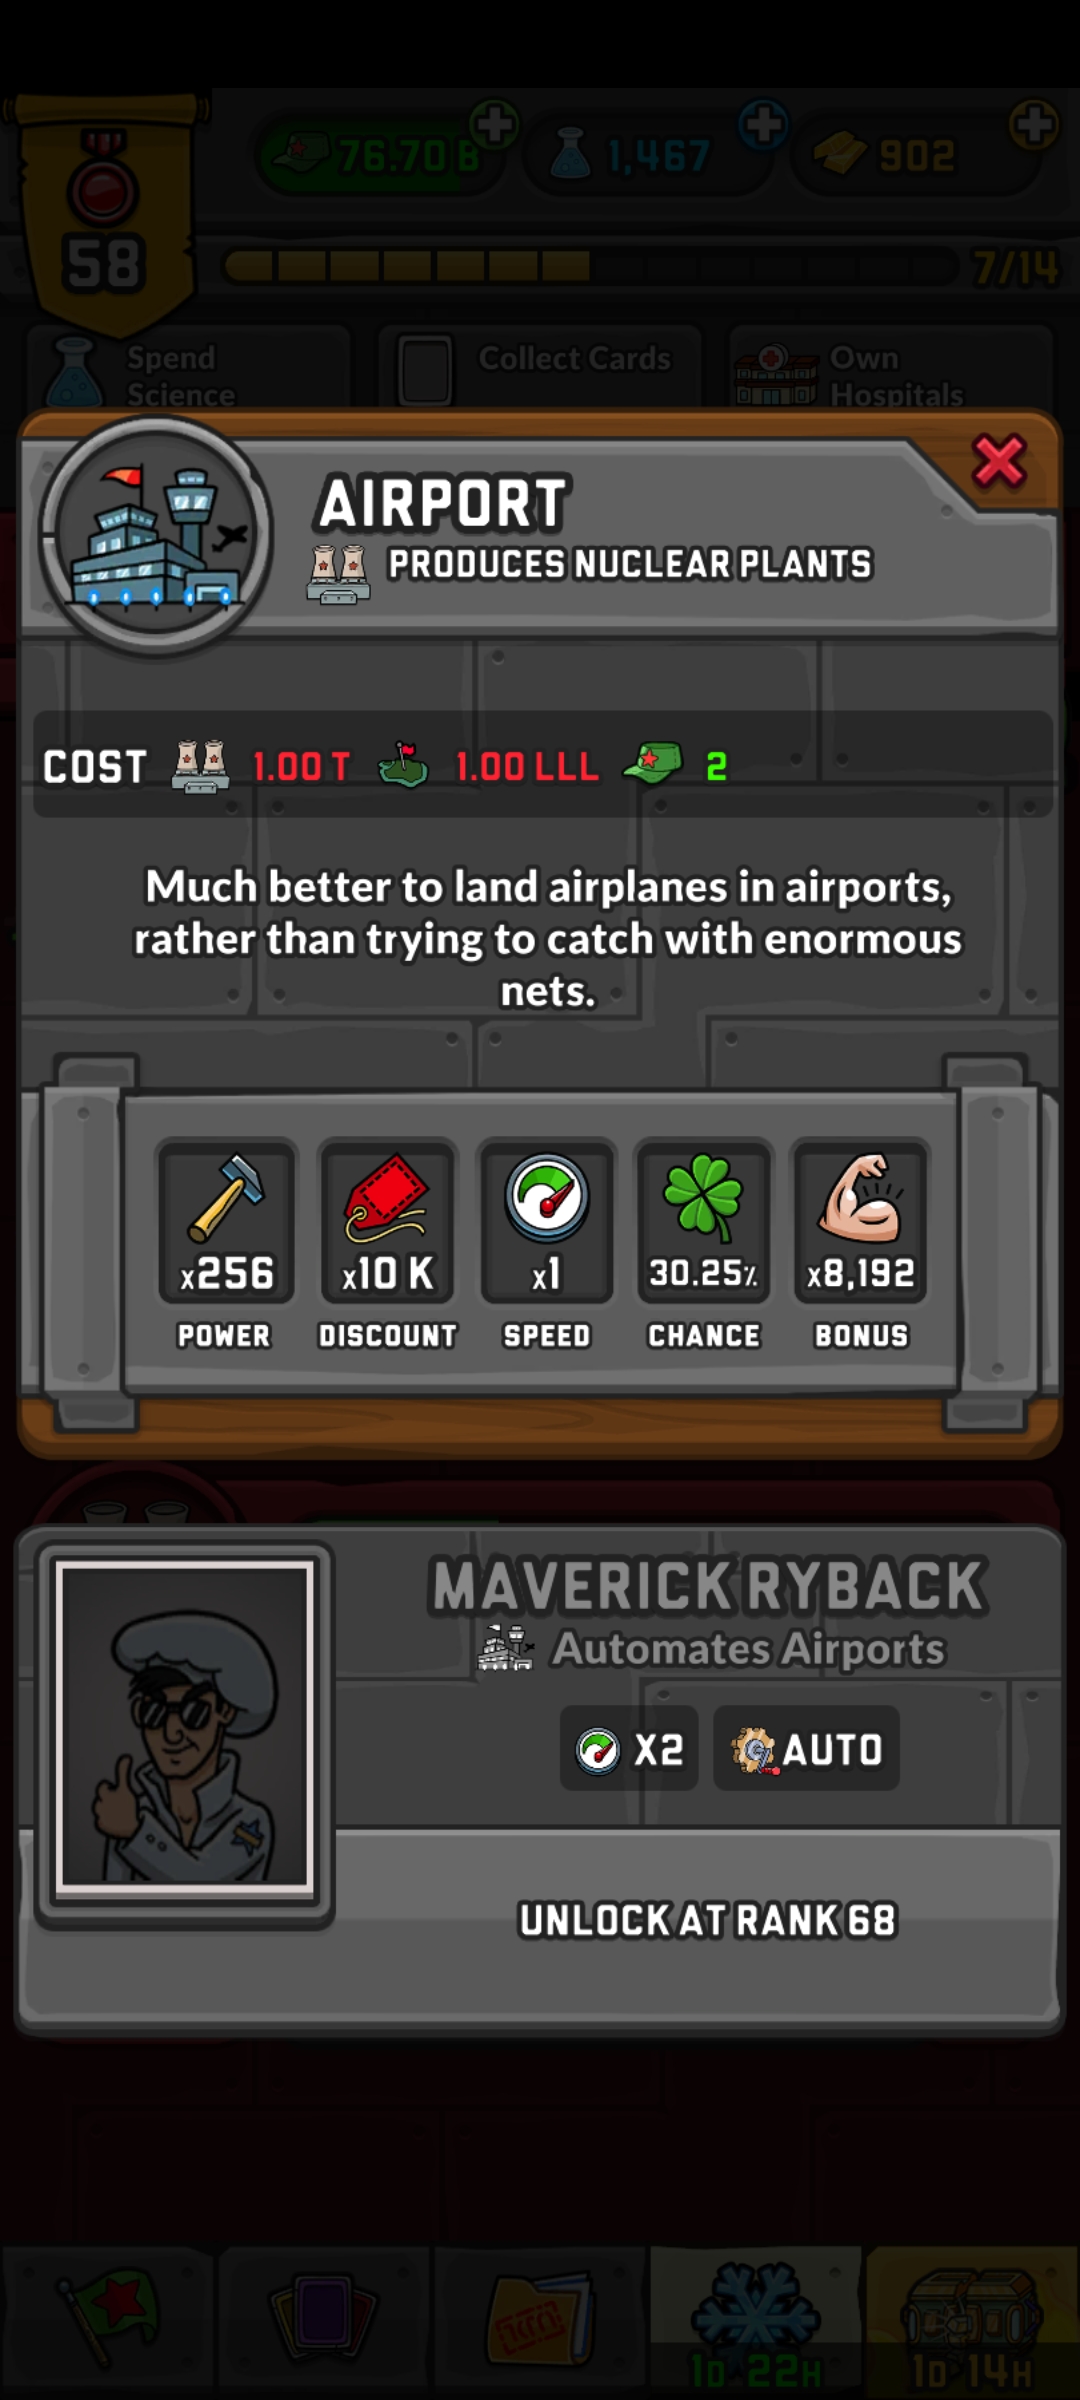 76.70 B
1,467
902
58
7/14
Spend
Science
Collect Cards
Own
Hospitals
AIRPORT
PRODUCES NUCLEAR PLANTS
COST 1.00 T 1.00 LLL 2
Much better to land airplanes in airports,
rather than trying to catch with enormous
nets.
x256
x10 K
x1
30.25%
x8,192
POWER
DISCOUNT
SPEED
CHANCE
BONUS
MAVERICK RYBACK
Automates Airports
X2
AUTO
UNLOCK AT RANK 68
1D 22H
1D 14H